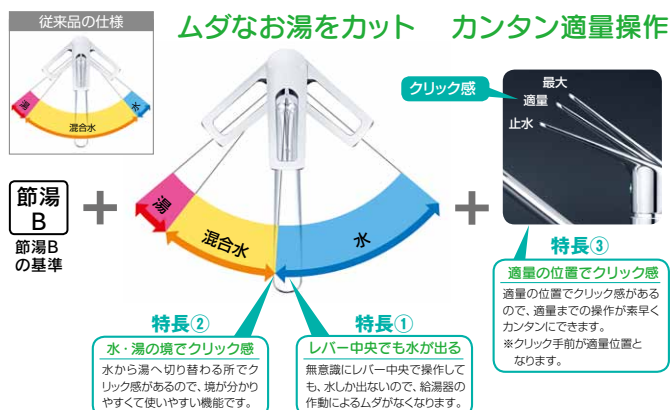 従来品の仕様
湯
混合水
水
ムダなお湯をカット
カンタン適量操作
節湯
B
節湯B
の基準
+
湯
混合水
水
+
クリック感
最大
適量
止水
特長②
水・湯の境でクリック感
水から湯へ切り替わる所でク
リック感があるので、境が分かり
やすくて使いやすい機能です。
特長①
レバー中央でも水が出る
無意識にレバー中央で操作して
も、水しか出ないので、給湯器の
作動によるムダがなくなります。
特長③
適量の位置でクリック感
適量の位置でクリック感がある
ので、適量までの操作が素早く
カンタンにできます。
※クリック手前が適量位置と
なります。